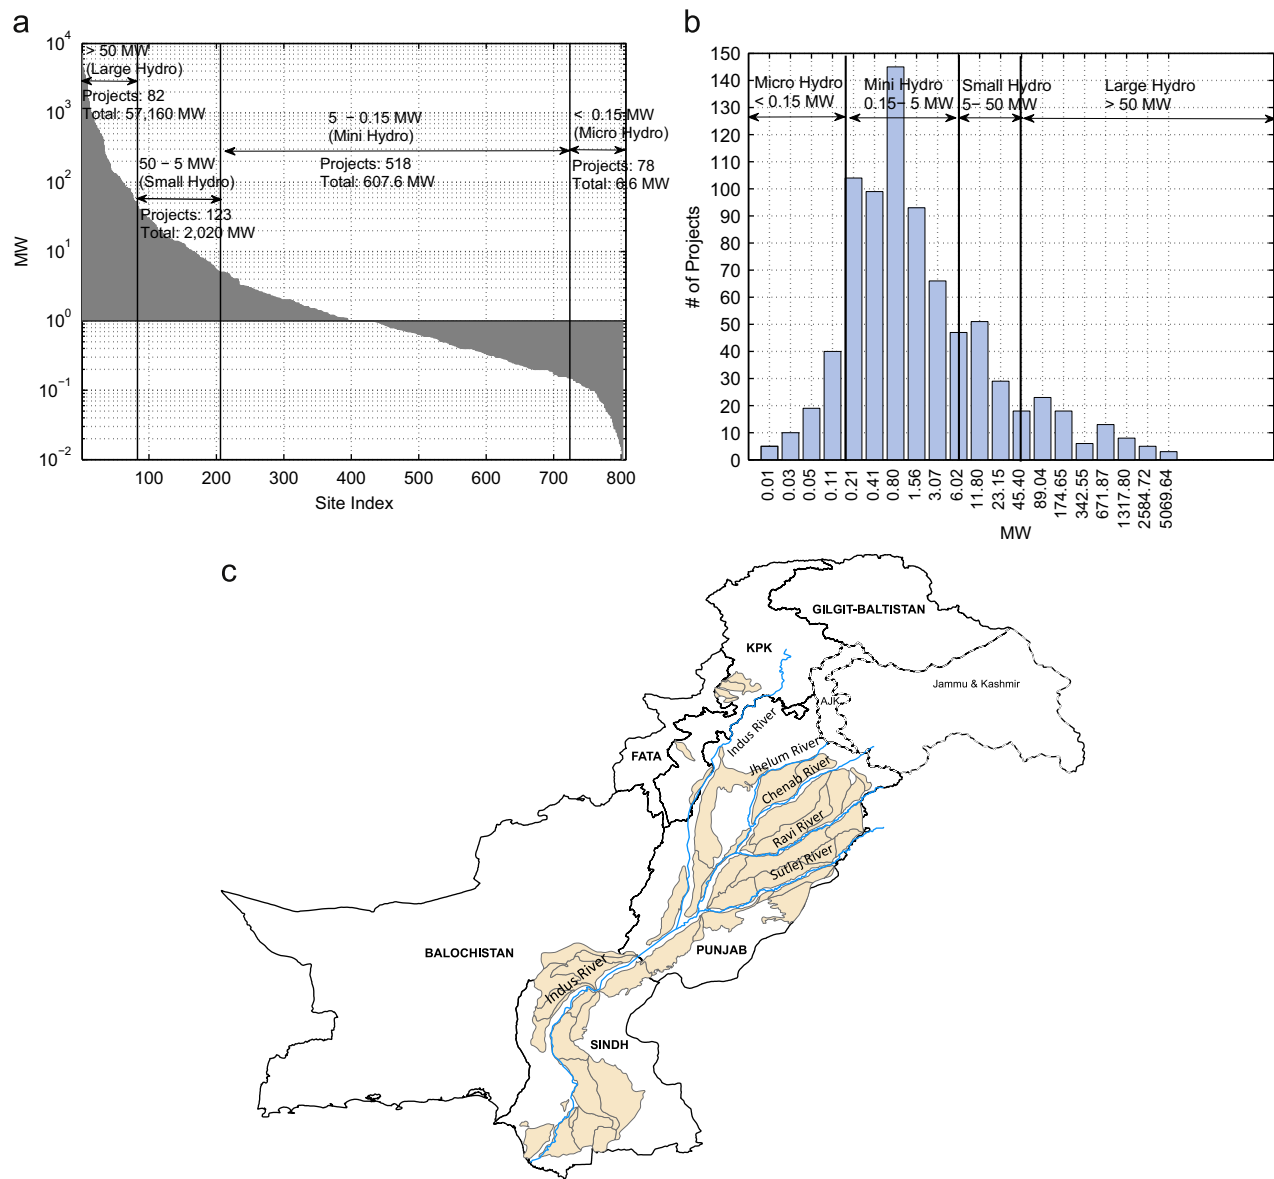 a
10^4
10^3
10^2
10^1
10^0
10^-1
10^-2
MW
> 50 MW
(Large Hydro)
Projects: 82
Total: 57,160 MW
50 – 5 MW
(Small Hydro)
Projects: 123
Total: 2,020 MW
5 – 0.15 MW
(Mini Hydro)
Projects: 518
Total: 607.6 MW
< 0.15 MW
(Micro Hydro)
Projects: 78
Total: 6.6 MW
100 200 300 400 500 600 700 800
Site Index
b
150
140
130
120
110
100
90
80
70
60
50
40
30
20
10
0
# of Projects
Micro Hydro
< 0.15 MW
Mini Hydro
0.15– 5 MW
Small Hydro
5– 50 MW
Large Hydro
> 50 MW
0.01
0.03
0.05
0.11
0.21
0.41
0.80
1.56
3.07
6.02
11.80
23.15
45.40
89.04
174.65
342.55
671.87
1317.80
2584.72
5069.64
MW
c
GILGIT-BALTISTAN
KPK
Jammu & Kashmir
AJK
Indus River
FATA
Jhelum River
Chenab River
Ravi River
Sutlej River
BALOCHISTAN
PUNJAB
Indus River
SINDH